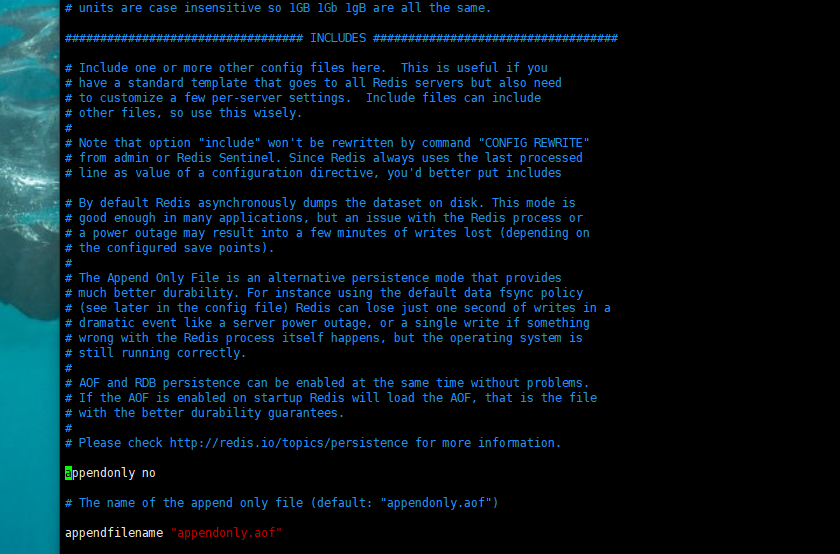 # units are case insensitive so 1GB 1Gb 1gB are all the same.
################################## INCLUDES ###################################
# Include one or more other config files here.  This is useful if you
# have a standard template that goes to all Redis servers but also need
# to customize a few per-server settings.  Include files can include
# other files, so use this wisely.
#
# Note that option "include" won't be rewritten by command "CONFIG REWRITE"
# from admin or Redis Sentinel. Since Redis always uses the last processed
# line as value of a configuration directive, you'd better put includes
# By default Redis asynchronously dumps the dataset on disk. This mode is
# good enough in many applications, but an issue with the Redis process or
# a power outage may result into a few minutes of writes lost (depending on
# the configured save points).
#
# The Append Only File is an alternative persistence mode that provides
# much better durability. For instance using the default data fsync policy
# (see later in the config file) Redis can lose just one second of writes in a
# dramatic event like a server power outage, or a single write if something
# wrong with the Redis process itself happens, but the operating system is
# still running correctly.
#
# AOF and RDB persistence can be enabled at the same time without problems.
# If the AOF is enabled on startup Redis will load the AOF, that is the file
# with the better durability guarantees.
#
# Please check http://redis.io/topics/persistence for more information.
appendonly no
# The name of the append only file (default: "appendonly.aof")
appendfilename "appendonly.aof"